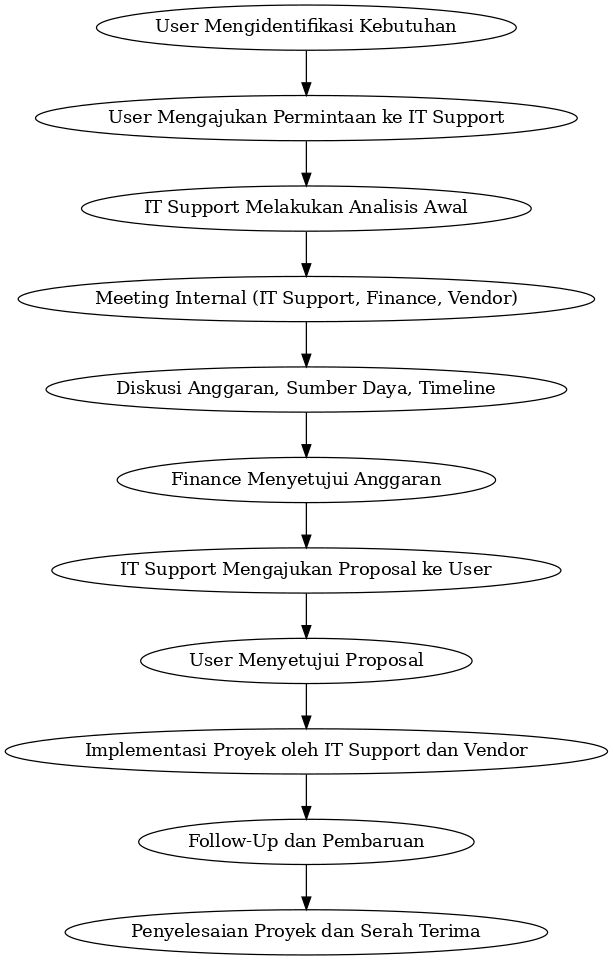 User Mengidentifikasi Kebutuhan
User Mengajukan Permintaan ke IT Support
IT Support Melakukan Analisis Awal
Meeting Internal (IT Support, Finance, Vendor)
Diskusi Anggaran, Sumber Daya, Timeline
Finance Menyetujui Anggaran
IT Support Mengajukan Proposal ke User
User Menyetujui Proposal
Implementasi Proyek oleh IT Support dan Vendor
Follow-Up dan Pembaruan
Penyelesaian Proyek dan Serah Terima